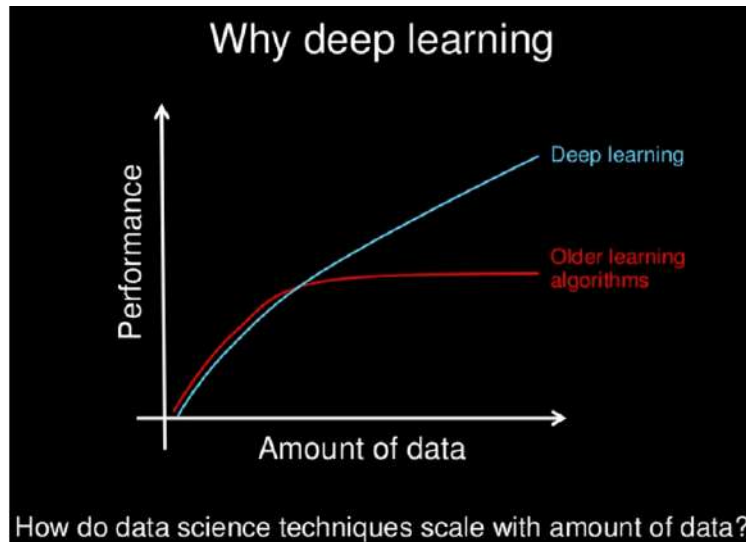 Why deep learning
Performance
Deep learning
Older learning
algorithms
Amount of data
How do data science techniques scale with amount of data?